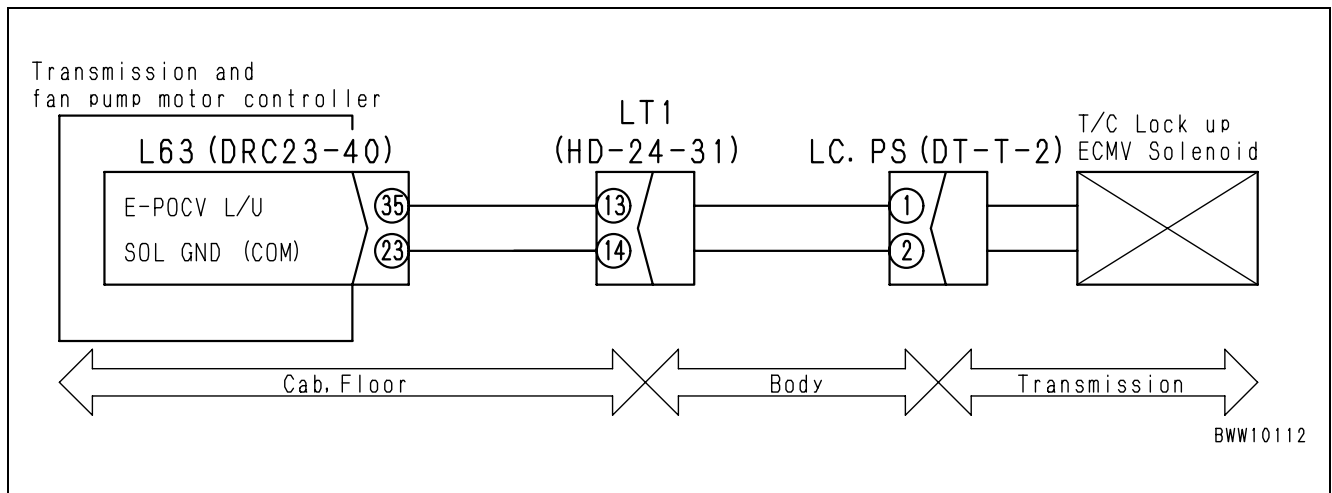 Transmission and
fan pump motor controller
L63 (DRC23-40)
LT1
(HD-24-31)
LC. PS (DT-T-2)
T/C Lock up
ECMV Solenoid
E-POCV L/U
35
13
1
SOL GND (COM)
23
14
2
Cab, Floor
Body
Transmission
BWW10112